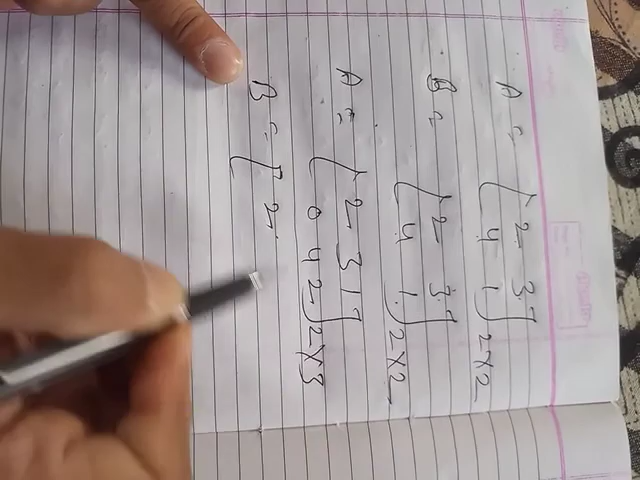 A = [2 3
4 1] 2×2
B = [2 3
4 1] 2×2
A = [2 3 1
0 4 2] 2×3
B = [2